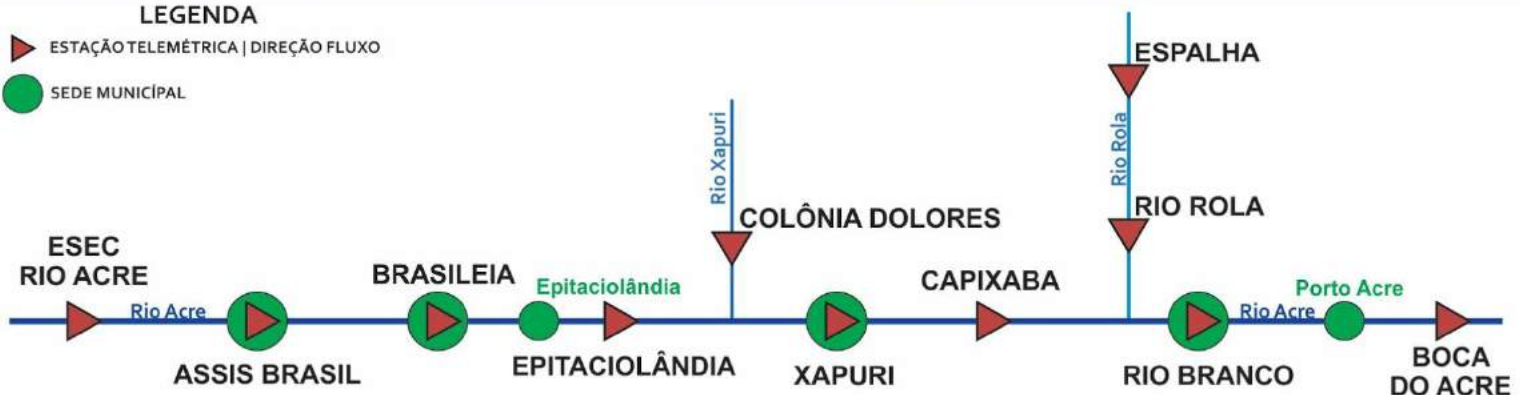 LEGENDA
ESTAÇÃO TELEMÉTRICA | DIREÇÃO FLUXO
SEDE MUNICÍPAL
ESPALHA
Rio Xapuri
Rio Rola
COLÔNIA DOLORES
RIO ROLA
ESEC
RIO ACRE
BRASILEIA
Epitaciolândia
CAPIXABA
Porto Acre
Rio Acre
Rio Acre
ASSIS BRASIL
EPITACIOLÂNDIA
XAPURI
RIO BRANCO
BOCA
DO ACRE